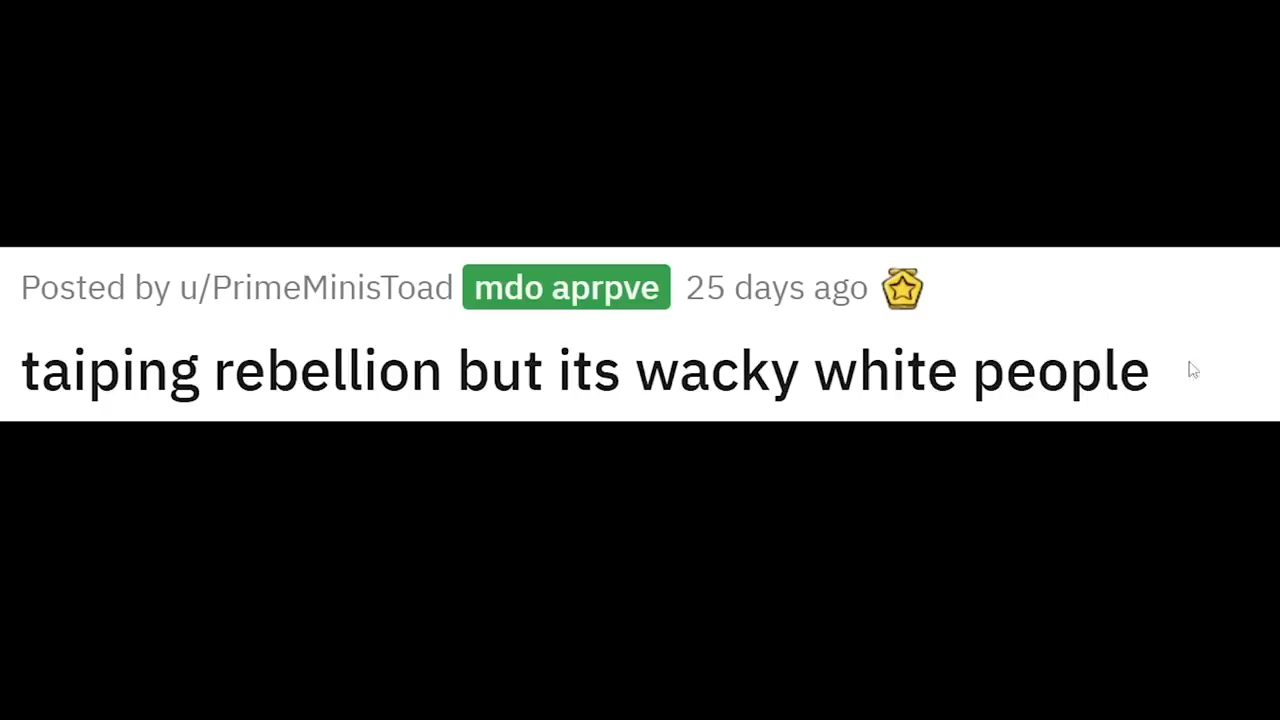 Posted by u/PrimeMinisToad mdo aprpve 25 days ago
taiping rebellion but its wacky white people